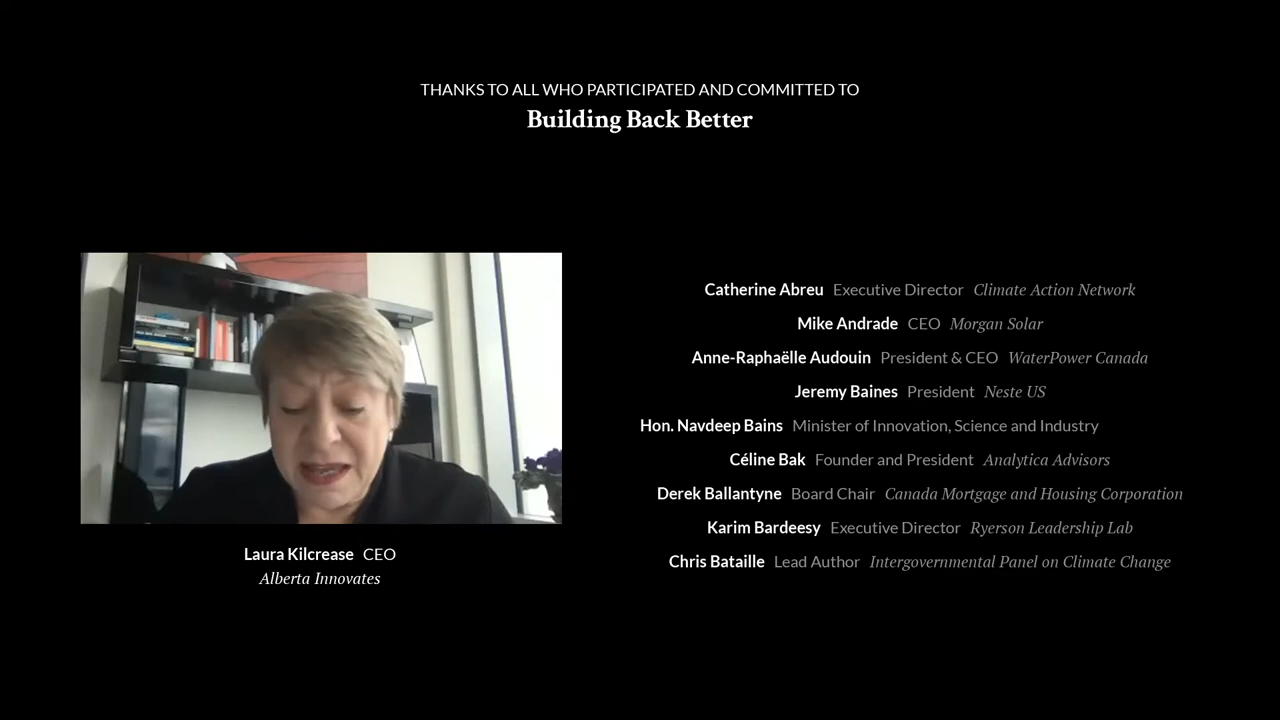 THANKS TO ALL WHO PARTICIPATED AND COMMITTED TO
Building Back Better
Laura Kilcrease CEO
Alberta Innovates
Catherine Abreu Executive Director Climate Action Network
Mike Andrade CEO Morgan Solar
Anne-Raphaëlle Audouin President & CEO WaterPower Canada
Jeremy Baines President Neste US
Hon. Navdeep Bains Minister of Innovation, Science and Industry
Céline Bak Founder and President Analytica Advisors
Derek Ballantyne Board Chair Canada Mortgage and Housing Corporation
Karim Bardeesy Executive Director Ryerson Leadership Lab
Chris Bataille Lead Author Intergovernmental Panel on Climate Change